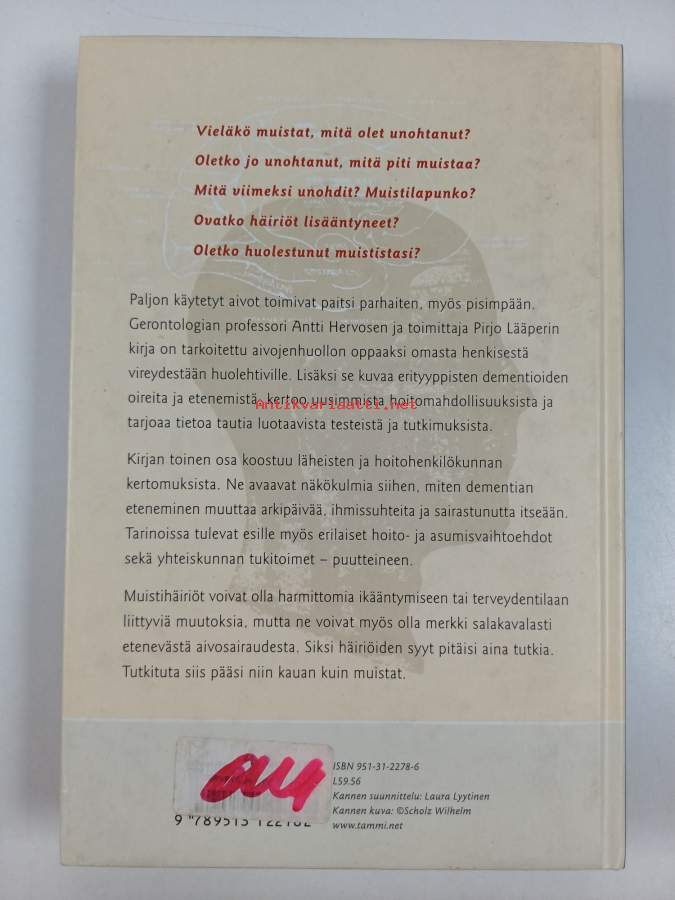 Vieläkö muistat, mitä olet unohtanut?
Oletko jo unohtanut, mitä piti muistaa?
Mitä viimeksi unohdit? Muistilapunko?
Ovatko häiriöt lisääntyneet?
Oletko huolestunut muististasi?
Paljon käytetyt aivot toimivat paitsi parhaiten, myös pisimpään.
Gerontologian professori Antti Hervosen ja toimittaja Pirjo Lääperin
kirja on tarkoitettu aivojenhuollon oppaaksi omasta henkisestä
vireydestään huolehtiville. Lisäksi se kuvaa erityyppisten dementioiden
oireita ja etenemistä, kertoo uusimmista hoitomahdollisuuksista ja
Antikvariaatti.net
tarjoaa tietoa tautia luotaavista testeistä ja tutkimuksista.
Kirjan toinen osa koostuu läheisten ja hoitohenkilökunnan
kertomuksista. Ne avaavat näkökulmia siihen, miten dementian
eteneminen muuttaa arkipäivää, ihmissuhteita ja sairastunutta itseään.
Tarinoissa tulevat esille myös erilaiset hoito- ja asumisvaihtoehdot
sekä yhteiskunnan tukitoimet – puutteineen.
Muistihäiriöt voivat olla harmittomia ikääntymiseen tai terveydentilaan
liittyviä muutoksia, mutta ne voivat myös olla merkki salakavalasti
etenevästä aivosairaudesta. Siksi häiriöiden syyt pitäisi aina tutkia.
Tutkituta siis pääsi niin kauan kuin muistat.
ISBN 951-31-2278-6
L59.56
Kannen suunnittelu: Laura Lyytinen
Kannen kuva: ©Scholz Wilhelm
www.tammi.net